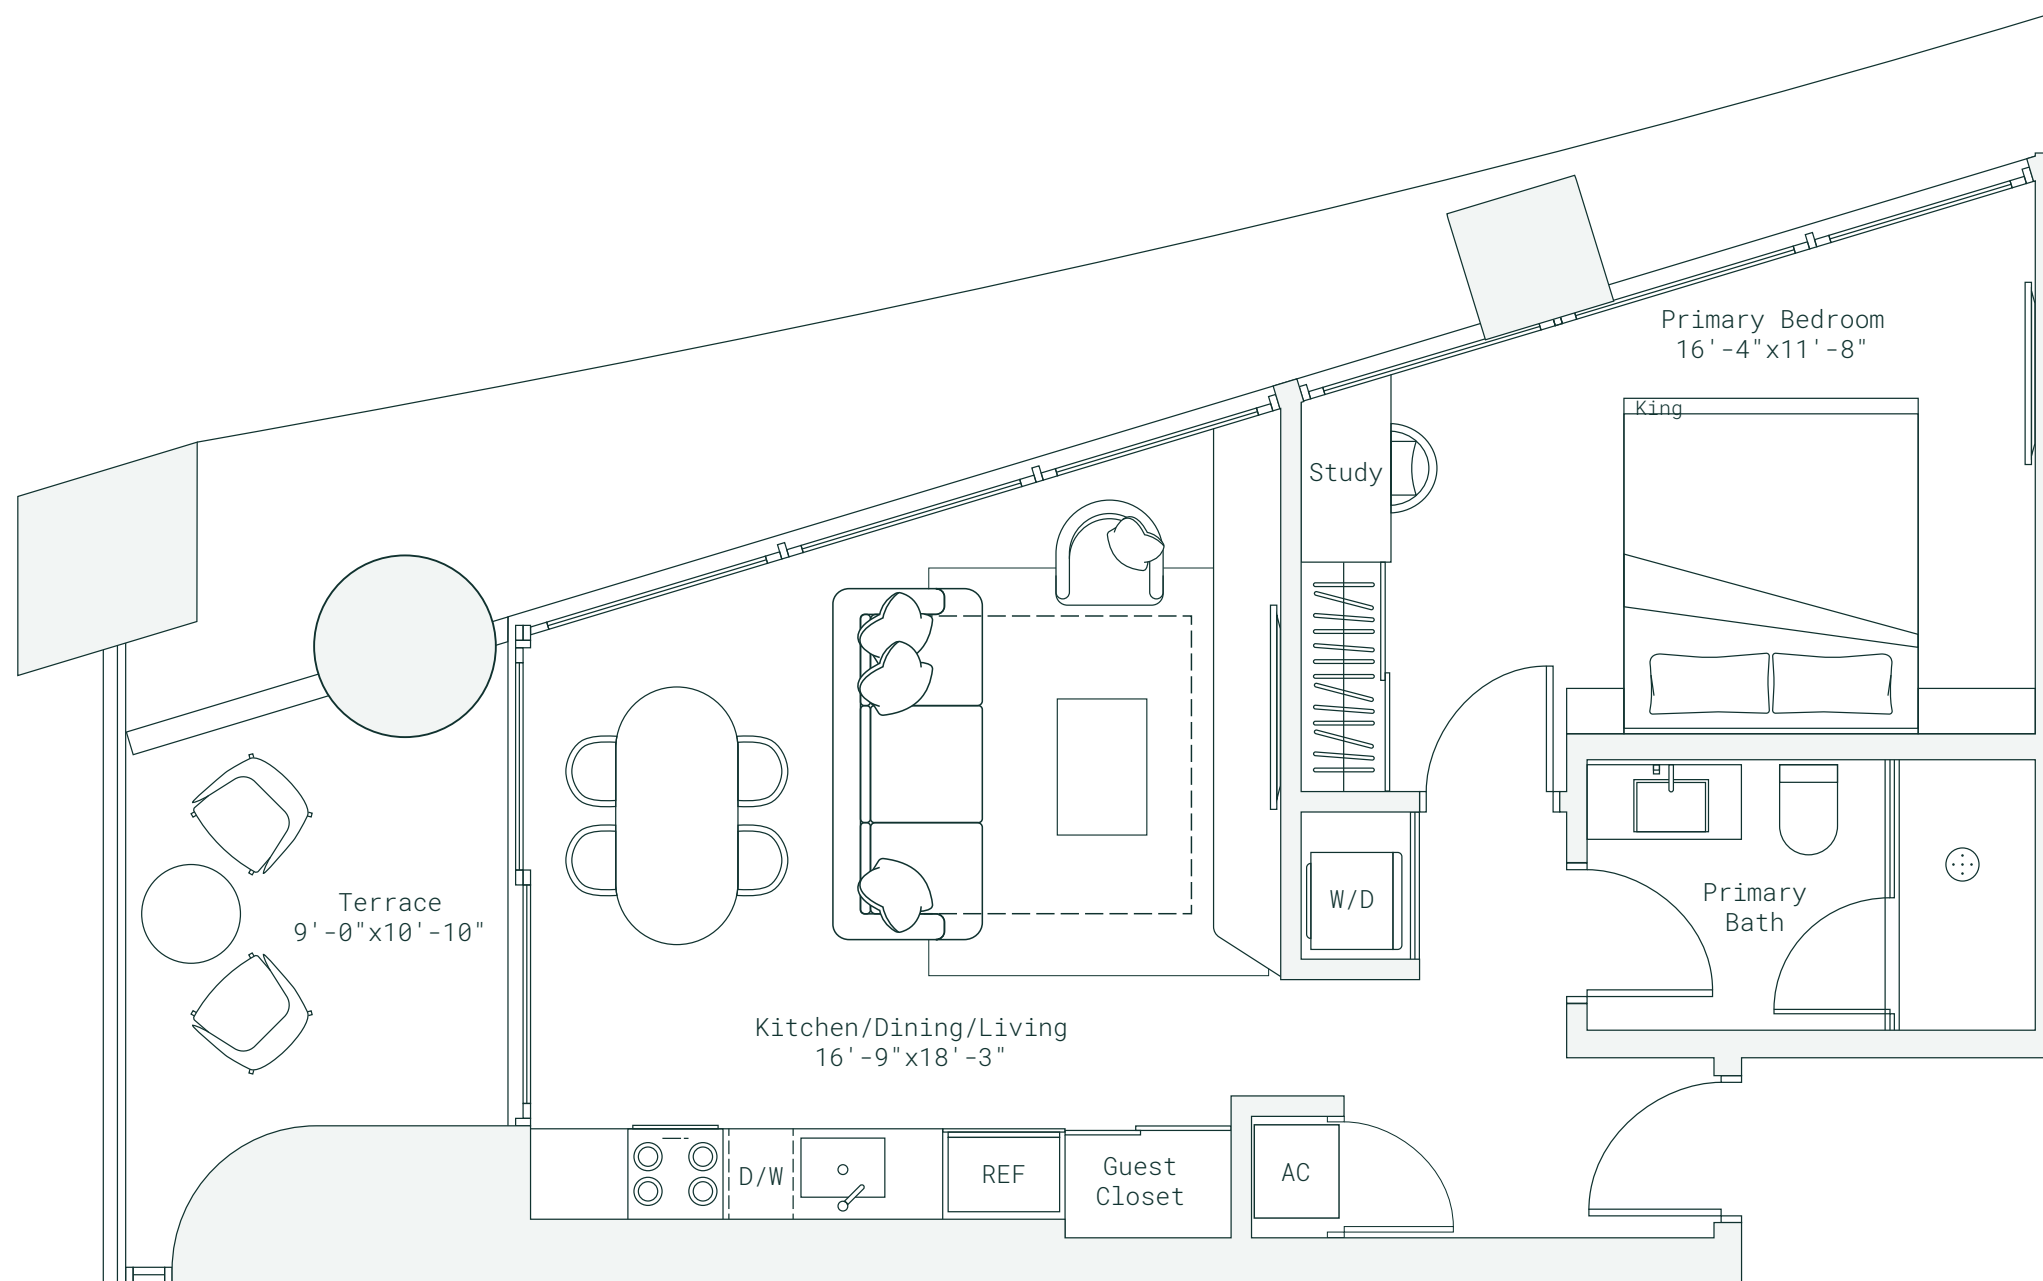 Primary Bedroom
16'-4"x11'-8"
King
Study
W/D
Primary
Bath
Terrace
9'-0"x10'-10"
Kitchen/Dining/Living
16'-9"x18'-3"
D/W
REF
Guest
Closet
AC